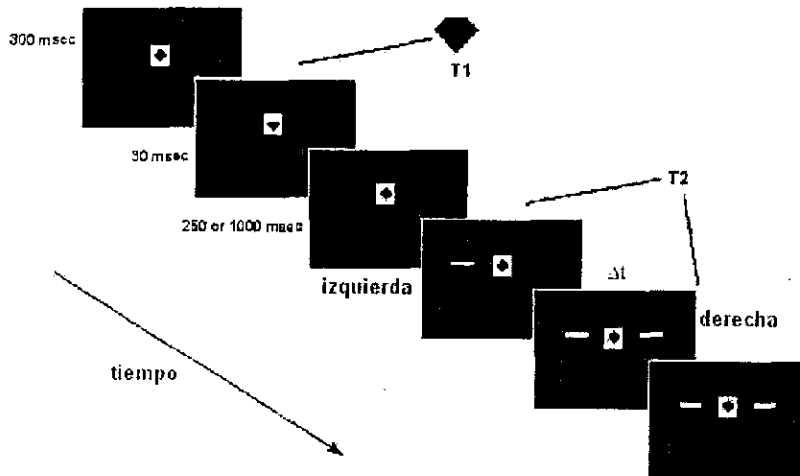 300 msec
T1
30 msec
T2
250 or 1000 msec
izquierda
Δt
derecha
tiempo